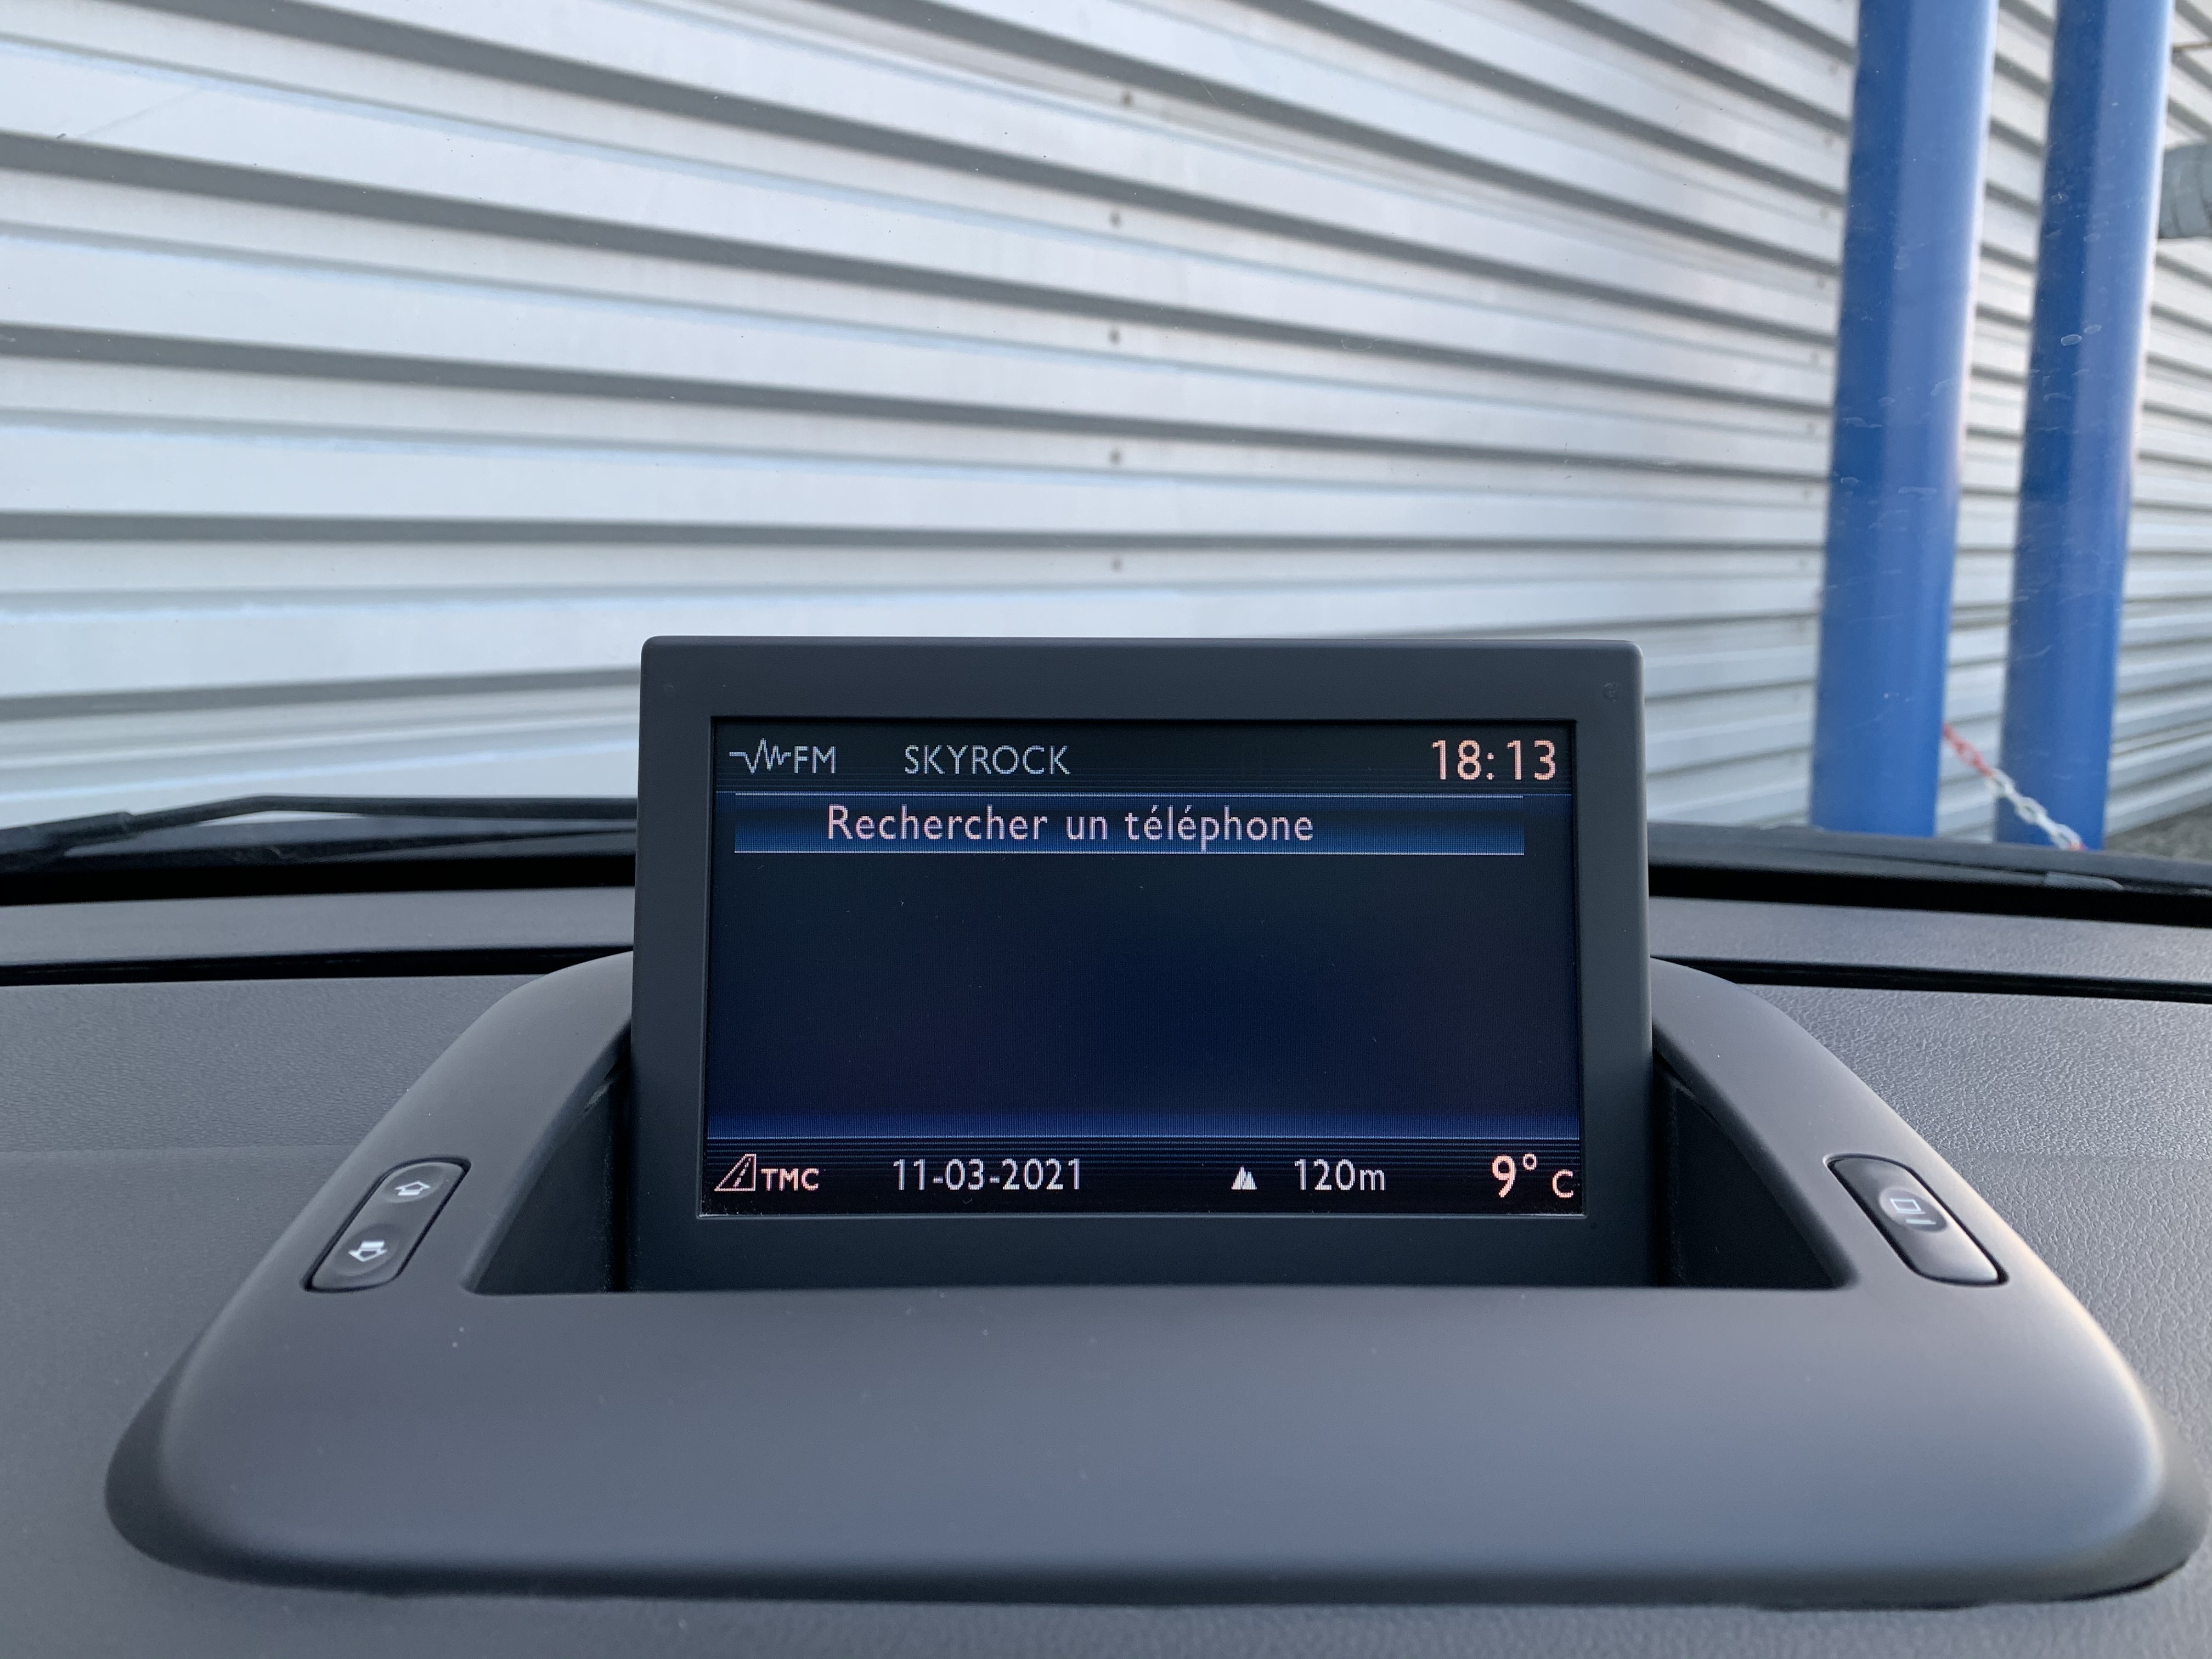 FM SKYROCK 18:13
Rechercher un téléphone
TMC 11-03-2021 120m 9° C